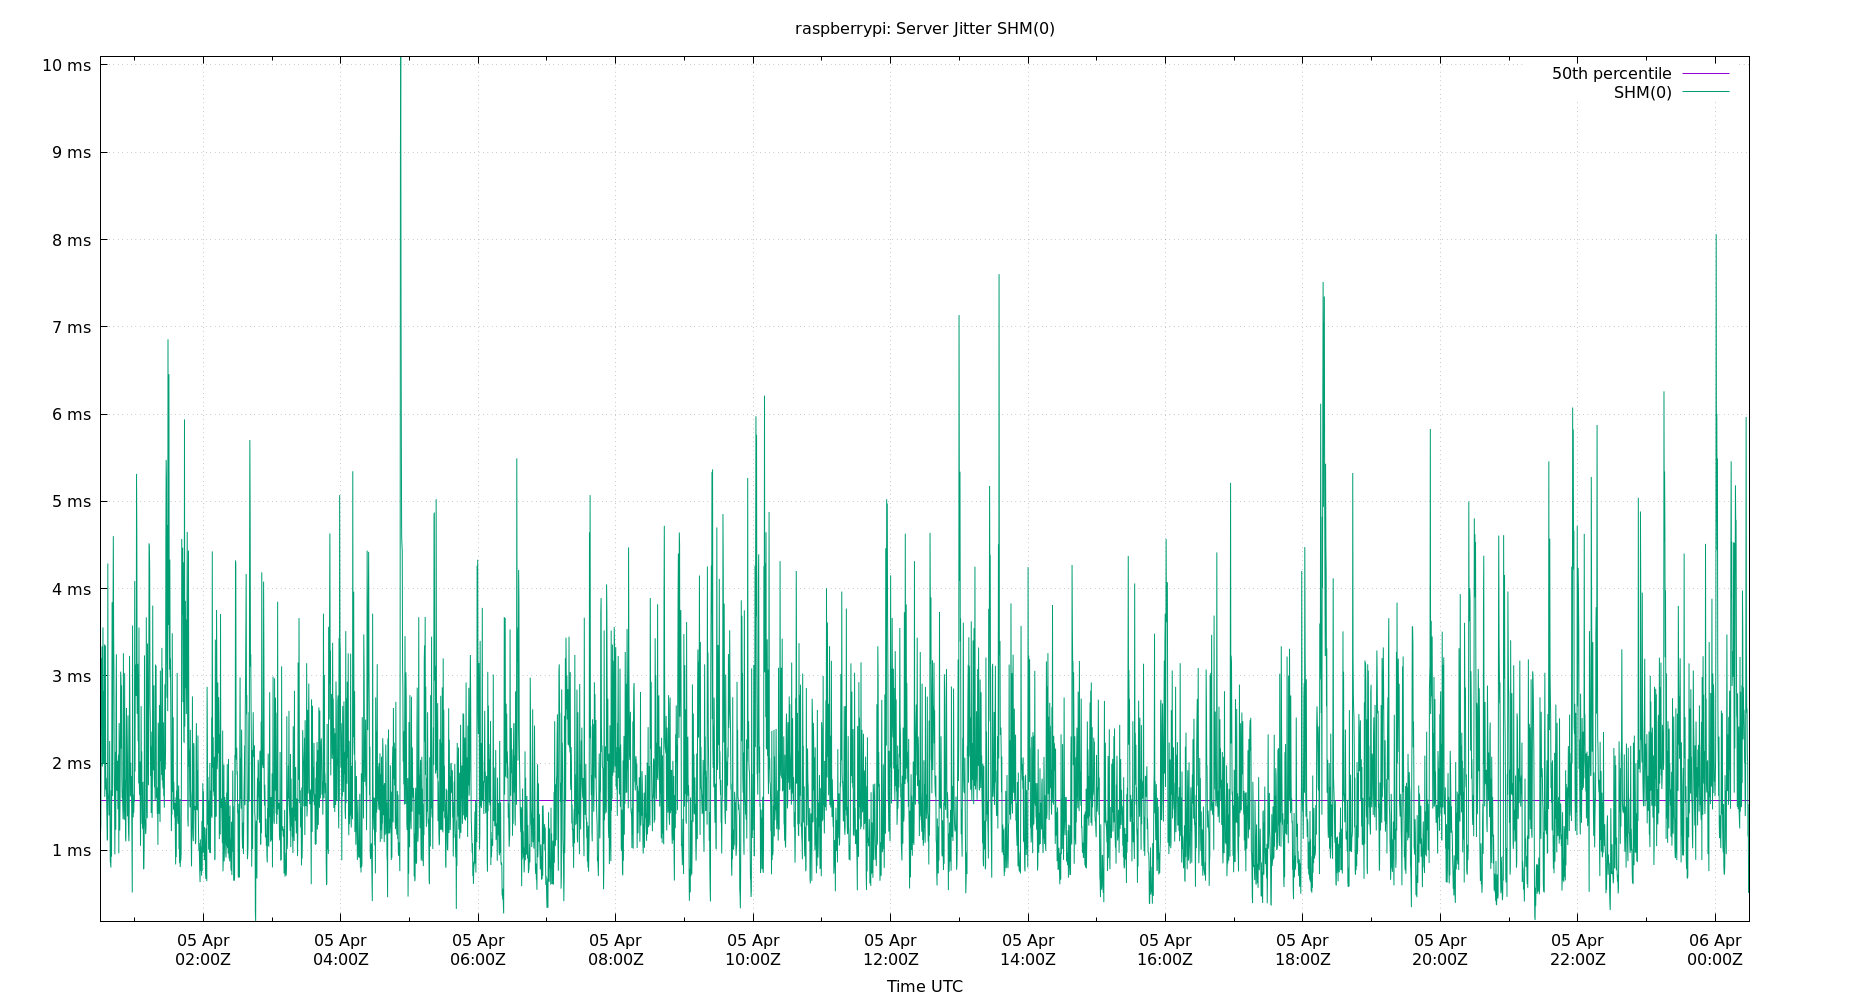 raspberrypi: Server Jitter SHM(0)
50th percentile
SHM(0)
10 ms
9 ms
8 ms
7 ms
6 ms
5 ms
4 ms
3 ms
2 ms
1 ms
05 Apr 05 Apr 05 Apr 05 Apr 05 Apr 05 Apr 05 Apr 05 Apr 05 Apr 05 Apr 05 Apr 06 Apr
02:00Z 04:00Z 06:00Z 08:00Z 10:00Z 12:00Z 14:00Z 16:00Z 18:00Z 20:00Z 22:00Z 00:00Z
Time UTC